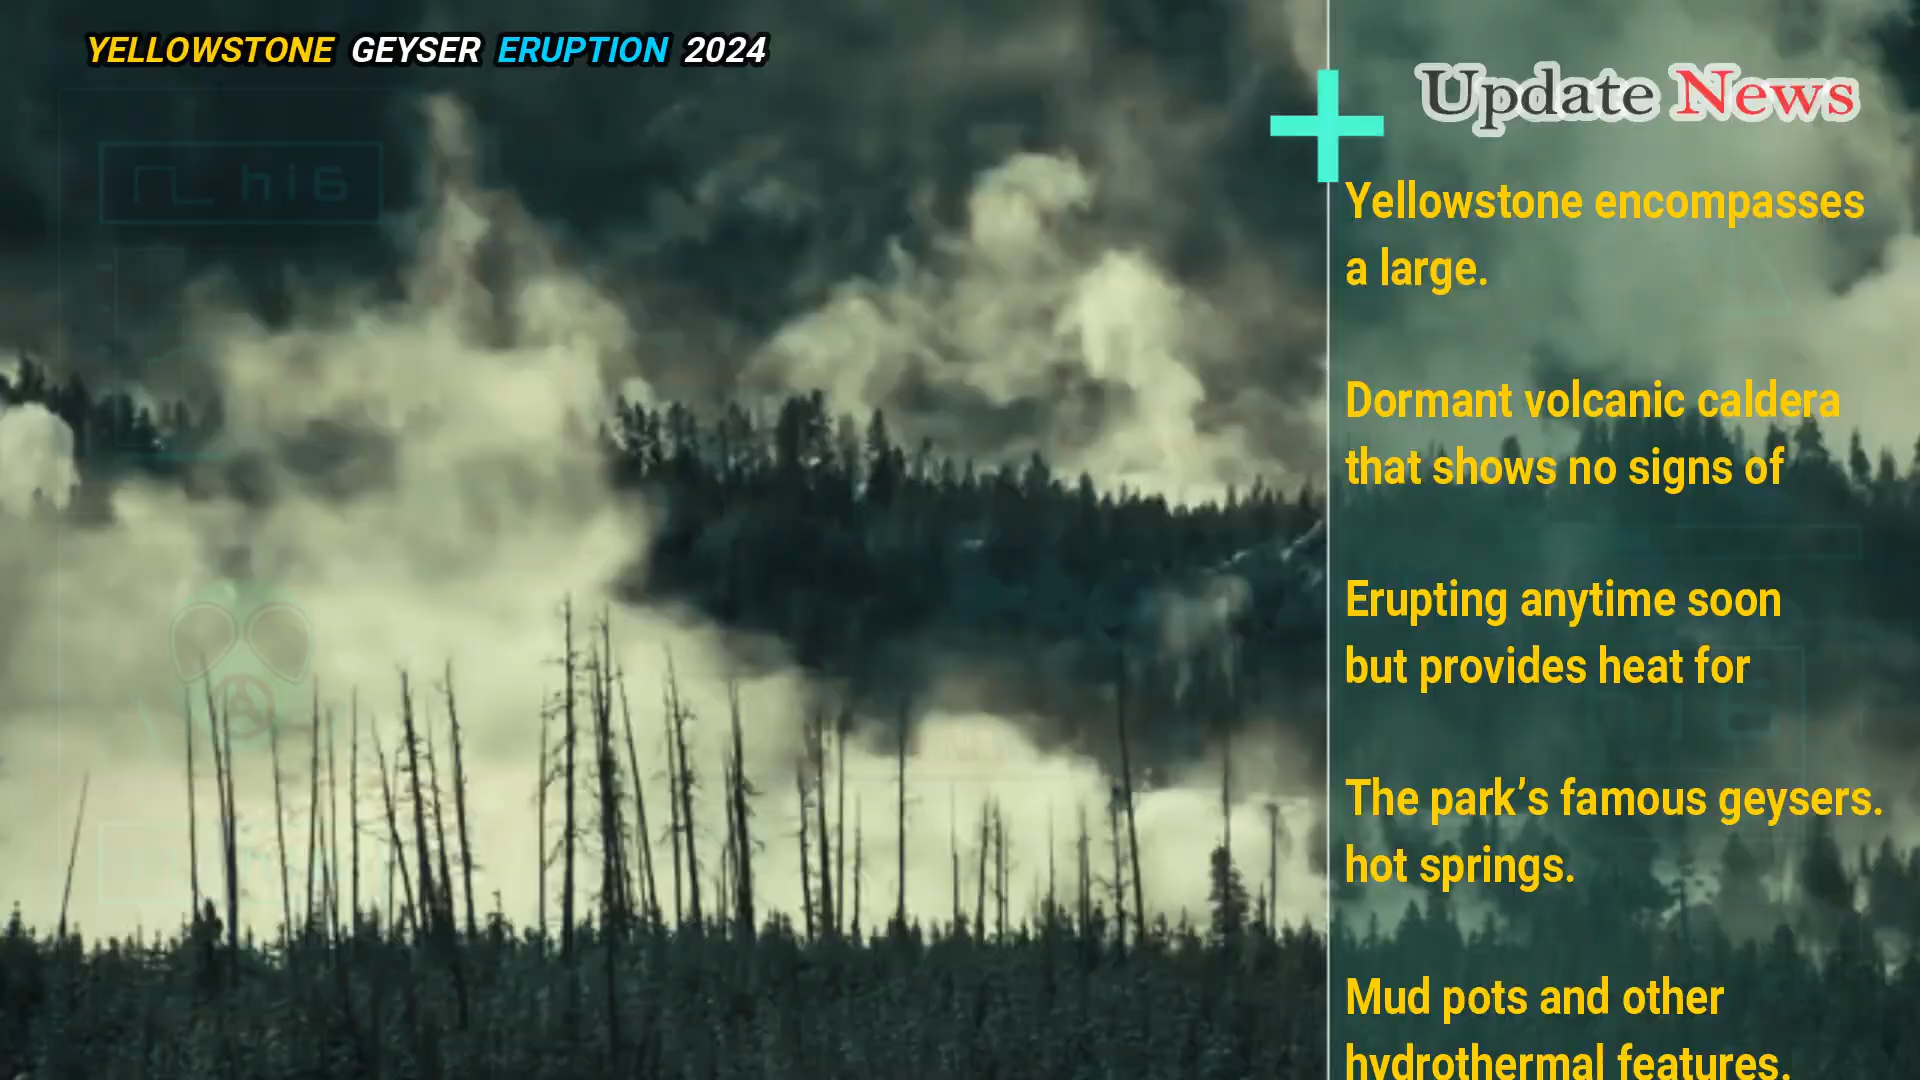 YELLOWSTONE GEYSER ERUPTION 2024
Update News
Yellowstone encompasses
a large.
Dormant volcanic caldera
that shows no signs of
Erupting anytime soon
but provides heat for
The park’s famous geysers.
hot springs.
Mud pots and other
hydrothermal features.